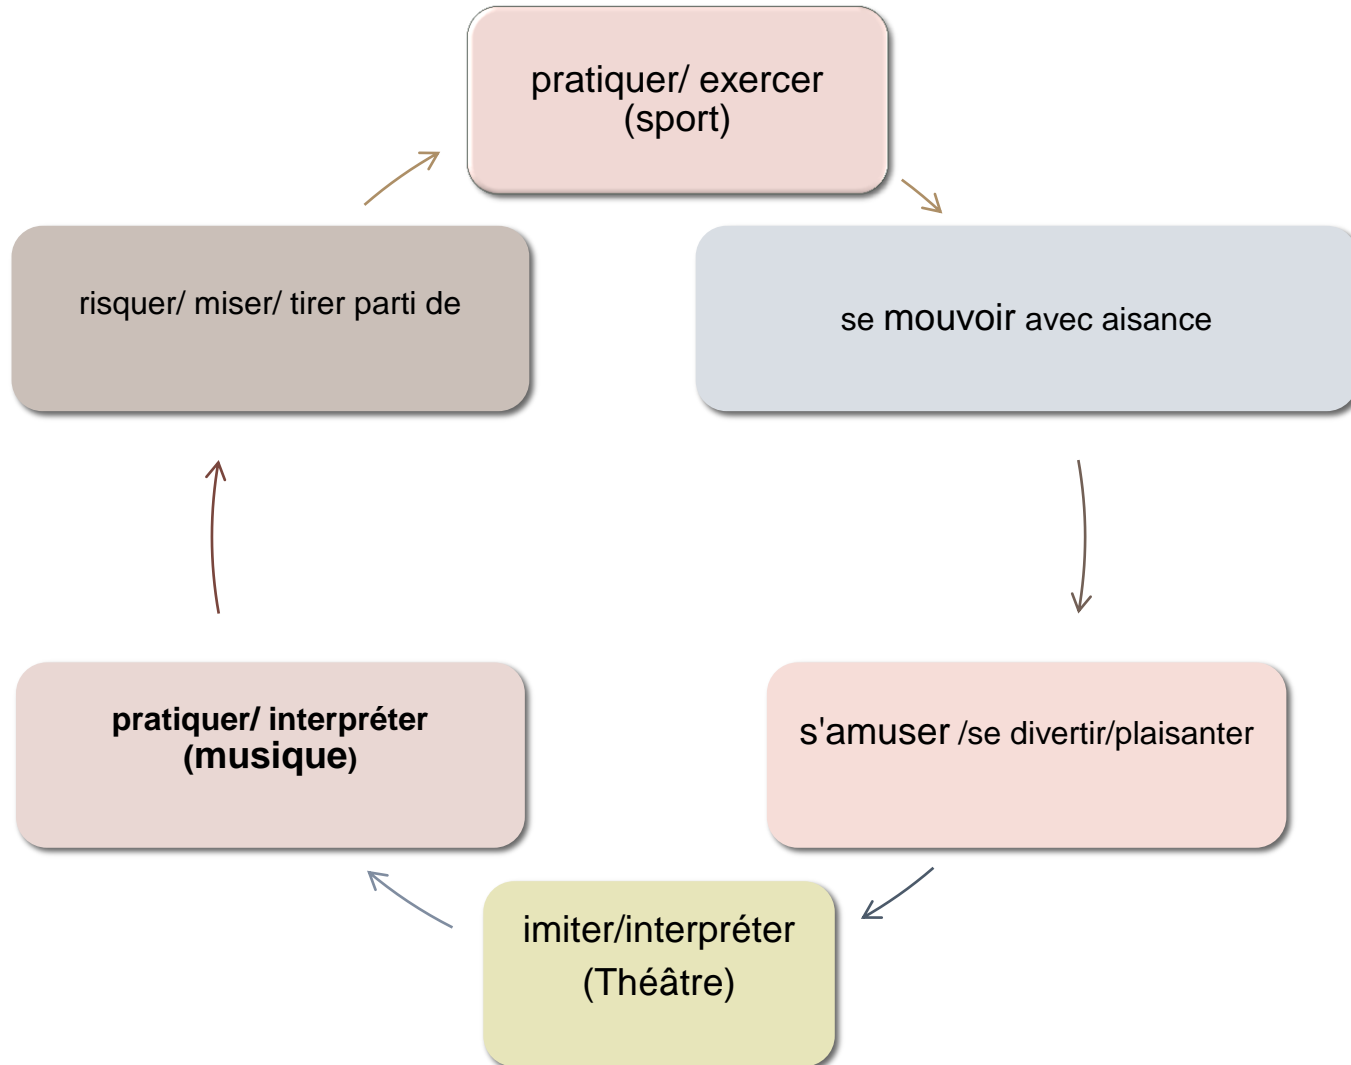 pratiquer/ exercer
(sport)
risquer/ miser/ tirer parti de
se mouvoir avec aisance
pratiquer/ interpréter
(musique)
s'amuser /se divertir/plaisanter
imiter/interpréter
(Théâtre)